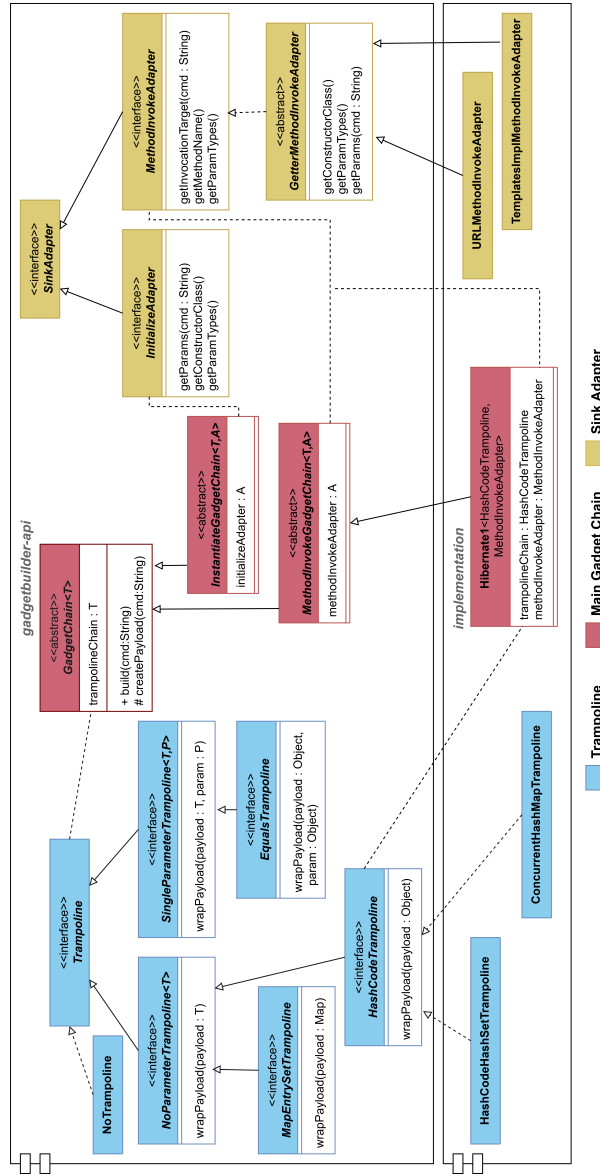 gadgetbuilder-api
<<interface>>
Trampoline
NoTrampoline
<<interface>>
NoParameterTrampoline<T>
wrapPayload(payload : T)
<<interface>>
SingleParameterTrampoline<T,P>
wrapPayload(payload : T, param : P)
<<interface>>
MapEntrySetTrampoline
wrapPayload(payload : Map)
<<interface>>
EqualsTrampoline
wrapPayload(payload : Object,
param : Object)
<<interface>>
HashCodeTrampoline
wrapPayload(payload : Object)
<<abstract>>
GadgetChain<T>
trampolineChain : T
+ build(cmd:String)
# createPayload(cmd:String)
<<abstract>>
InstantiateGadgetChain<T,A>
initializeAdapter : A
<<abstract>>
MethodInvokeGadgetChain<T,A>
methodInvokeAdapter : A
<<interface>>
SinkAdapter
<<interface>>
InitializeAdapter
getParams(cmd : String)
getConstructorClass()
getParamTypes()
<<interface>>
MethodInvokeAdapter
getInvocationTarget(cmd : String)
getMethodName()
getParamTypes()
<<abstract>>
GetterMethodInvokeAdapter
getConstructorClass()
getParamTypes()
getParams(cmd : String)
implementation
HashCodeHashSetTrampoline
ConcurrentHashMapTrampoline
Hibernate1<HashCodeTrampoline,
MethodInvokeAdapter>
trampolineChain : HashCodeTrampoline
methodInvokeAdapter : MethodInvokeAdapter
URLMethodInvokeAdapter
TemplatesImplMethodInvokeAdapter
Trampoline
Main Gadget Chain
Sink Adapter